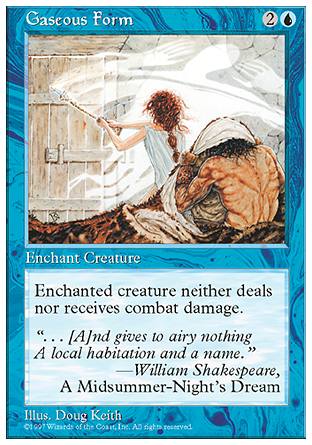 Gaseous Form 2
Enchant Creature
Enchanted creature neither deals
nor receives combat damage.
“. . . [A]nd gives to airy nothing
A local habitation and a name.”
—William Shakespeare,
A Midsummer-Night's Dream
Illus. Doug Keith
©1997 Wizards of the Coast, Inc. All rights reserved.